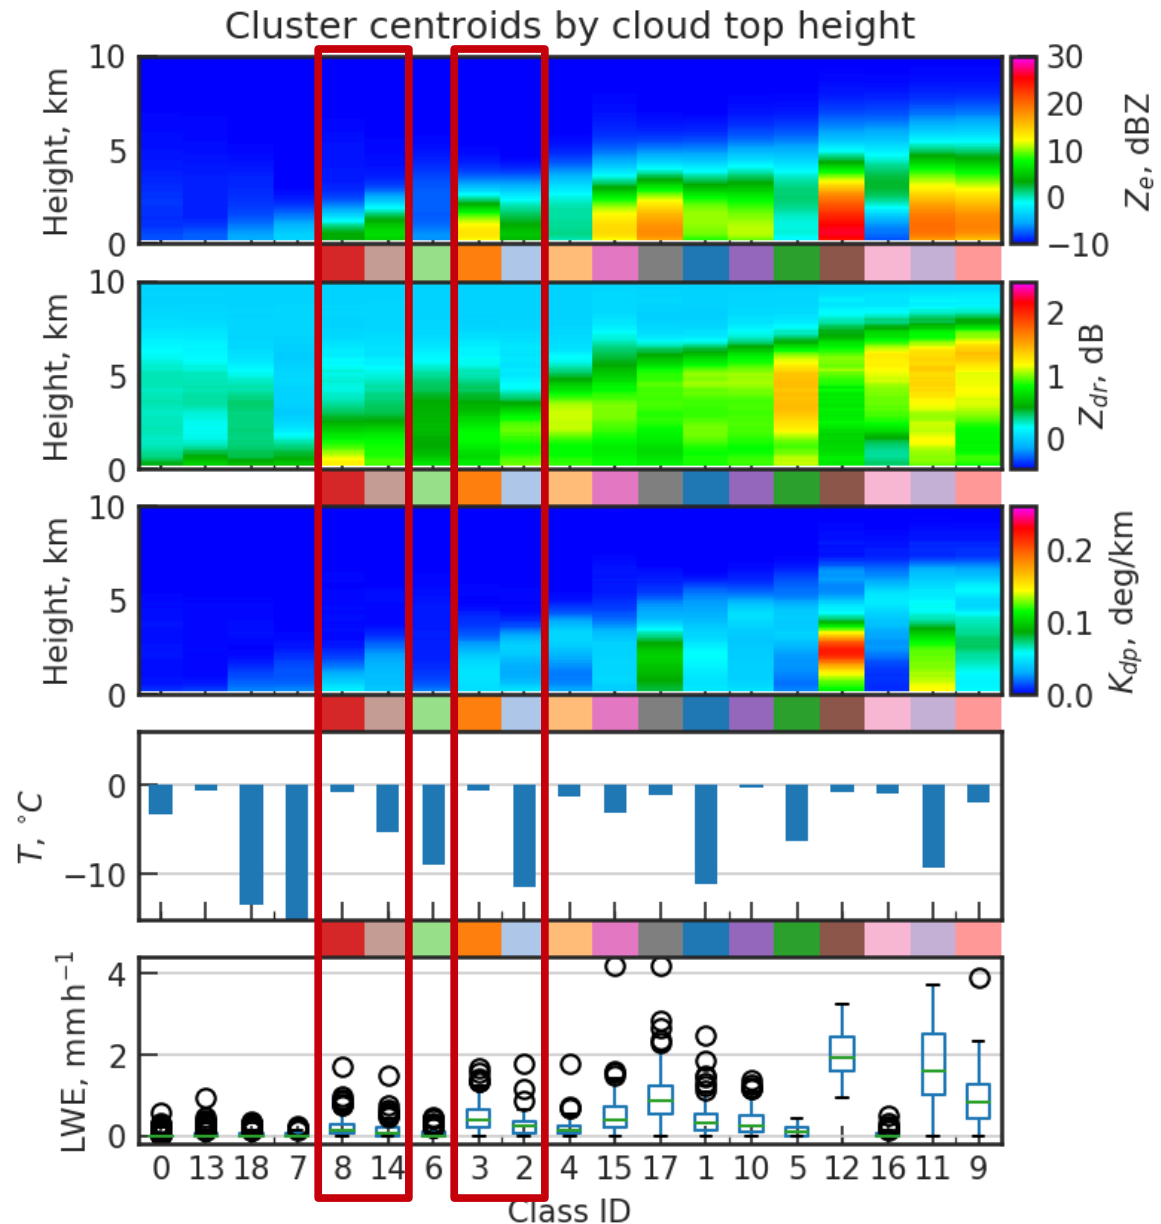 Cluster centroids by cloud top height
10
5
0
Height, km
30
20
10
0
−10
Zₑ, dBZ
10
5
0
Height, km
2
1
0
Z_dr, dB
10
5
0
Height, km
0.2
0.1
0.0
K_dp, deg/km
0
−10
T, °C
4
2
0
LWE, mm h⁻¹
0 13 18 7 8 14 6 3 2 4 15 17 1 10 5 12 16 11 9
Class ID